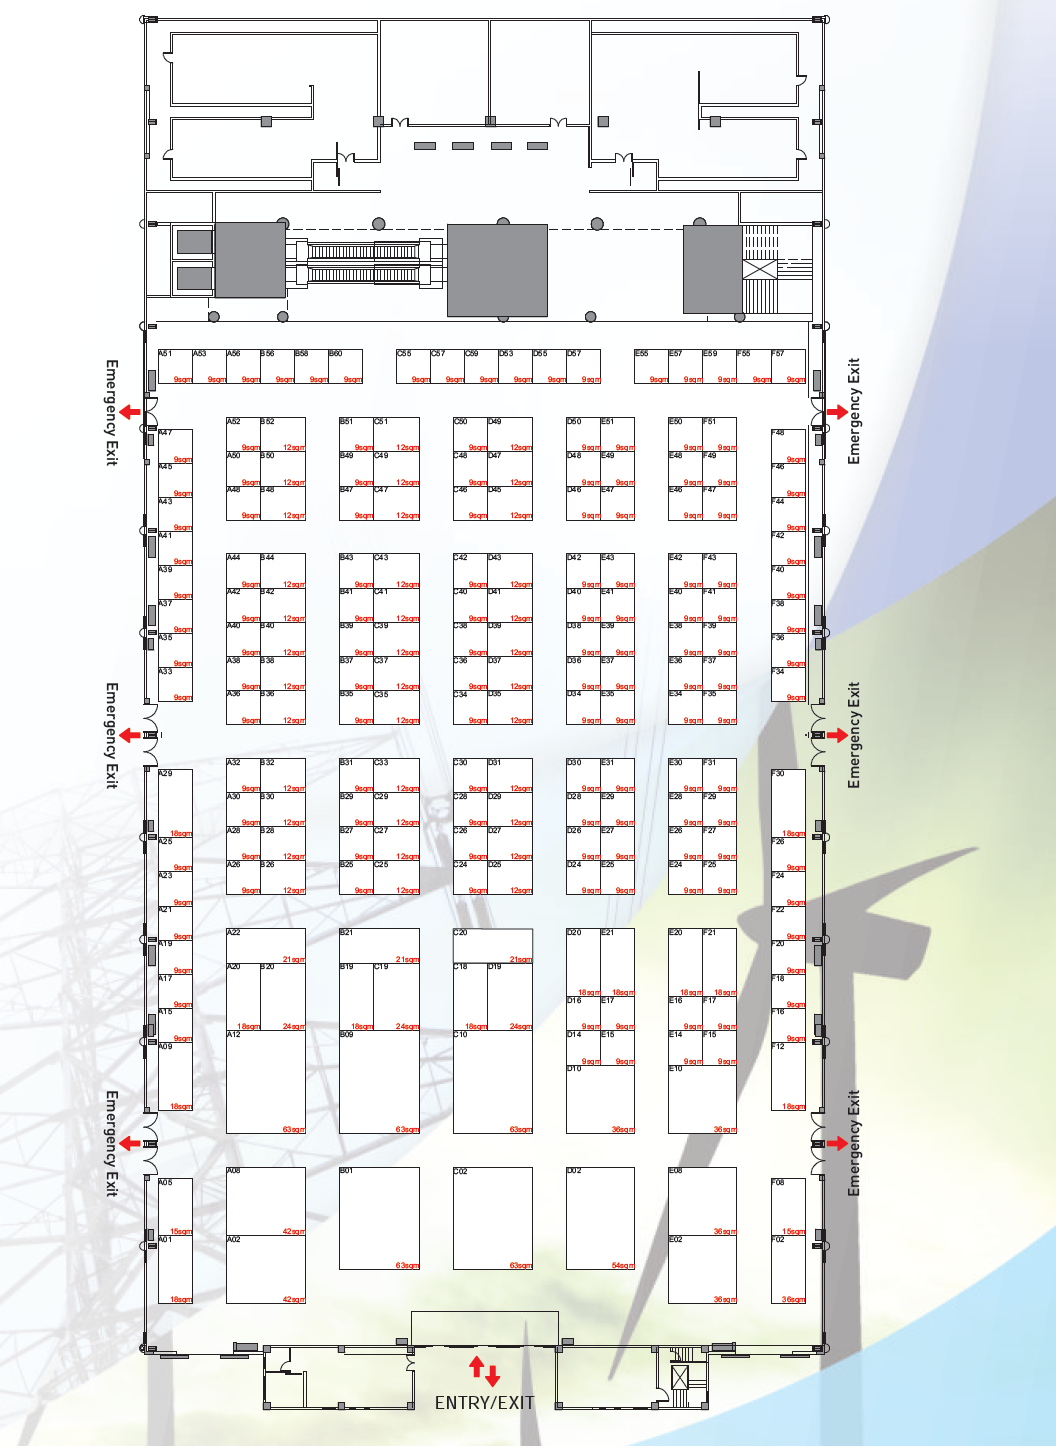 A51 A53 A56 B56 B58 B60 C55 C57 C59 D53 D55 D57 E55 E57 E59 F55 F57
9sqm 9sqm 9sqm 9sqm 9sqm 9sqm 9sqm 9sqm 9sqm 9sqm 9sqm 9sqm 9sqm 9sqm 9sqm 9sqm 9sqm
Emergency Exit
Emergency Exit
A52 B52 B51 C51 C50 D49 D50 E51 E50 F51
A47 F48
9sqm 12sqm 9sqm 12sqm 9sqm 12sqm 9sqm 9sqm 9sqm 9sqm
A50 B50 B49 C49 C48 D47 D48 E49 E48 F49
9sqm 9sqm
A45 F46
9sqm 12sqm 9sqm 12sqm 9sqm 12sqm 9sqm 9sqm 9sqm 9sqm
A48 B48 B47 C47 C46 D45 D46 E47 E46 F47
9sqm 9sqm
A43 F44
9sqm 12sqm 9sqm 12sqm 9sqm 12sqm 9sqm 9sqm 9sqm 9sqm
9sqm 9sqm
A41 F42
A44 B44 B43 C43 C42 D43 D42 E43 E42 F43
9sqm 9sqm
A39 F40
9sqm 12sqm 9sqm 12sqm 9sqm 12sqm 9sqm 9sqm 9sqm 9sqm
A42 B42 B41 C41 C40 D41 D40 E41 E40 F41
9sqm 9sqm
A37 F38
9sqm 12sqm 9sqm 12sqm 9sqm 12sqm 9sqm 9sqm 9sqm 9sqm
A40 B40 B39 C39 C38 D39 D38 E39 E38 F39
9sqm 9sqm
A35 F36
9sqm 12sqm 9sqm 12sqm 9sqm 12sqm 9sqm 9sqm 9sqm 9sqm
A38 B38 B37 C37 C36 D37 D36 E37 E36 F37
9sqm 9sqm
A33 F34
9sqm 12sqm 9sqm 12sqm 9sqm 12sqm 9sqm 9sqm 9sqm 9sqm
A36 B36 B35 C35 C34 D35 D34 E35 E34 F35
9sqm 9sqm
9sqm 12sqm 9sqm 12sqm 9sqm 12sqm 9sqm 9sqm 9sqm 9sqm
Emergency Exit
Emergency Exit
A32 B32 B31 C33 C30 D31 D30 E31 E30 F31
A29 F30
9sqm 12sqm 9sqm 12sqm 9sqm 12sqm 9sqm 9sqm 9sqm 9sqm
A30 B30 B29 C29 C28 D29 D28 E29 E28 F29
9sqm 12sqm 9sqm 12sqm 9sqm 12sqm 9sqm 9sqm 9sqm 9sqm
A28 B28 B27 C27 C26 D27 D26 E27 E26 F27
18sqm 18sqm
A25 F26
9sqm 12sqm 9sqm 12sqm 9sqm 12sqm 9sqm 9sqm 9sqm 9sqm
A26 B26 B25 C25 C24 D25 D24 E25 E24 F25
9sqm 9sqm
A23 F24
9sqm 12sqm 9sqm 12sqm 9sqm 12sqm 9sqm 9sqm 9sqm 9sqm
9sqm 9sqm
A21 F22
A22 B21 C20 D20 E21 E20 F21
9sqm 9sqm
A19 F20
21sqm 21sqm 21sqm
A20 B20 B19 C19 C18 D19
9sqm 9sqm
A17 F18
18sqm 18sqm 18sqm 18sqm
D16 E17 E16 F17
9sqm 9sqm
A15 F16
18sqm 24sqm 18sqm 24sqm 18sqm 24sqm 9sqm 9sqm 9sqm 9sqm
A12 B09 C10 D14 E15 E14 F15
9sqm 9sqm
A09 F12
9sqm 9sqm 9sqm 9sqm
D10 E10
18sqm 18sqm
63sqm 63sqm 63sqm 36sqm 36sqm
Emergency Exit
Emergency Exit
A08 B01 C02 D02 E08
A05 F08
15sqm 42sqm 36sqm 15sqm
A01 A02 E02 F02
63sqm 63sqm 54sqm
18sqm 42sqm 36sqm 36sqm
ENTRY/EXIT